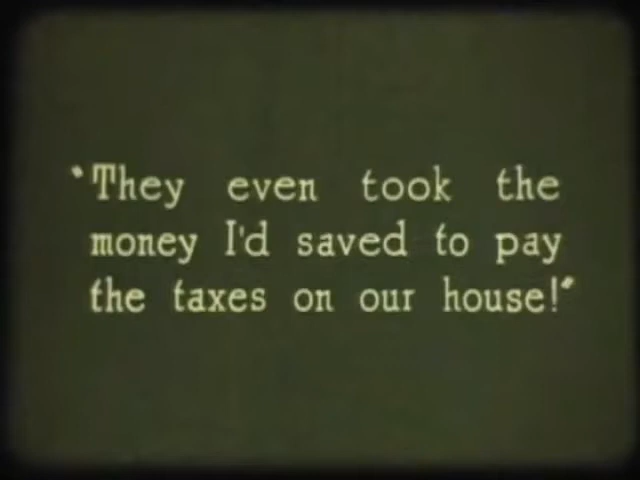 "They even took the
money I'd saved to pay
the taxes on our house!"